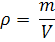 ρ = m/V